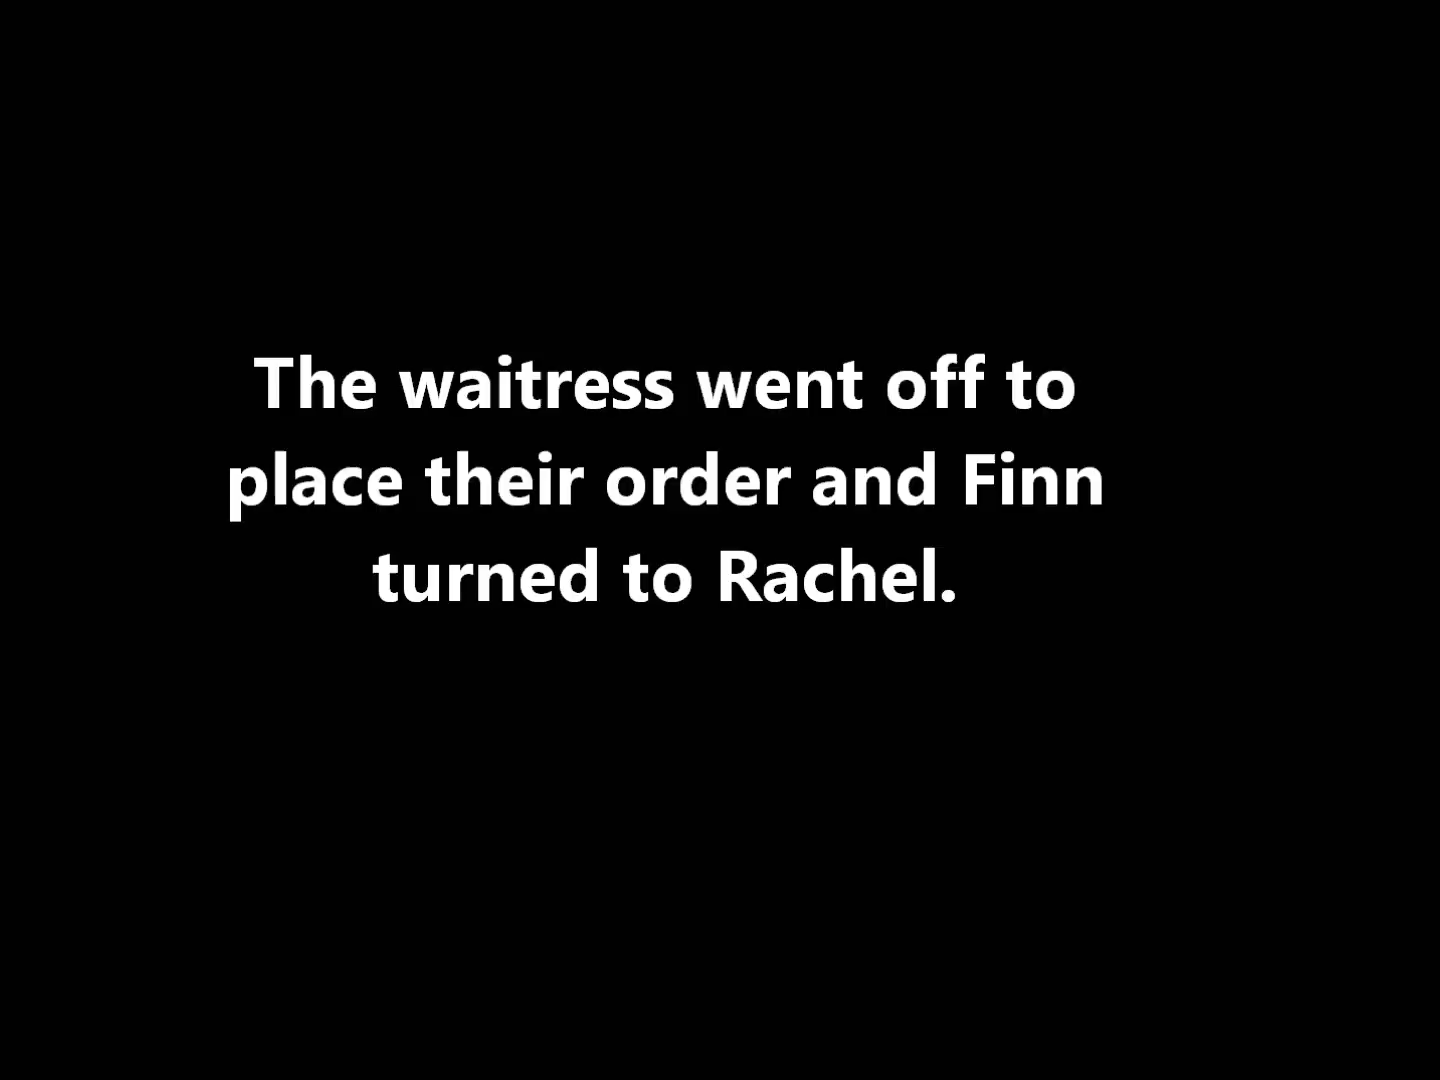 The waitress went off to
place their order and Finn
turned to Rachel.